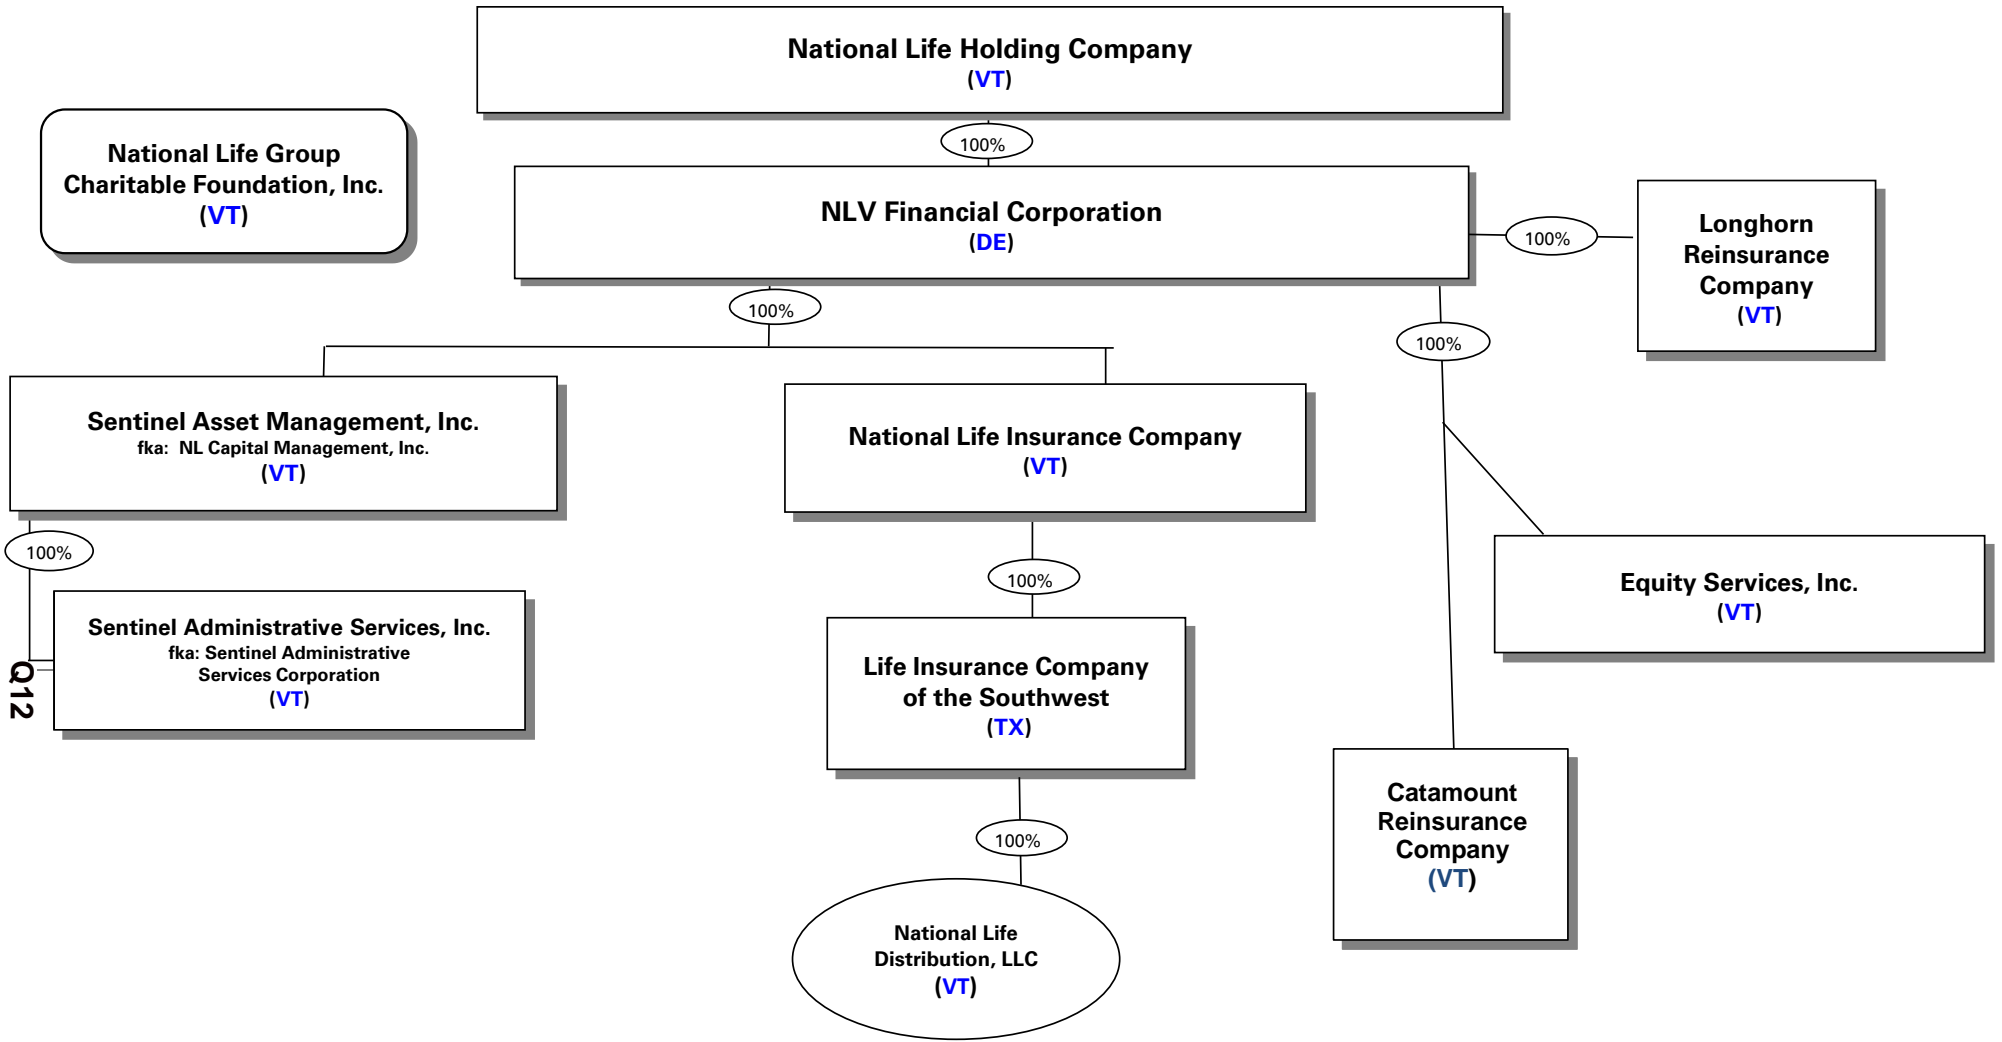 National Life Holding Company
(VT)
National Life Group
Charitable Foundation, Inc.
(VT)
100%
NLV Financial Corporation
(DE)
100%
Longhorn
Reinsurance
Company
(VT)
100%
100%
Sentinel Asset Management, Inc.
fka:  NL Capital Management, Inc.
(VT)
National Life Insurance Company
(VT)
100%
100%
Equity Services, Inc.
(VT)
Sentinel Administrative Services, Inc.
fka: Sentinel Administrative
Services Corporation
(VT)
Q12
Life Insurance Company
of the Southwest
(TX)
Catamount
Reinsurance
Company
(VT)
100%
National Life
Distribution, LLC
(VT)